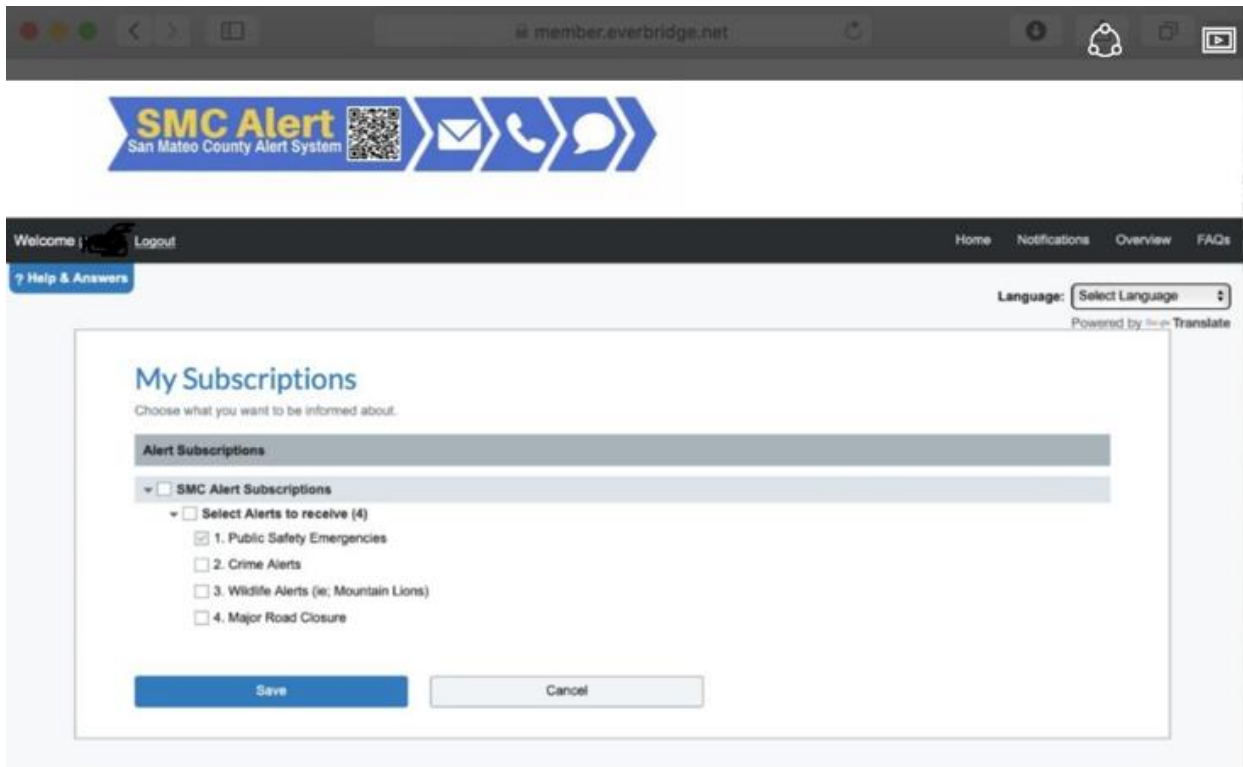 member.everbridge.net
SMC Alert
San Mateo County Alert System
Welcome
Logout
Home Notifications Overview FAQs
? Help & Answers
Language: Select Language
Powered by Translate
My Subscriptions
Choose what you want to be informed about.
Alert Subscriptions
SMC Alert Subscriptions
Select Alerts to receive (4)
1. Public Safety Emergencies
2. Crime Alerts
3. Wildlife Alerts (ie; Mountain Lions)
4. Major Road Closure
Save Cancel